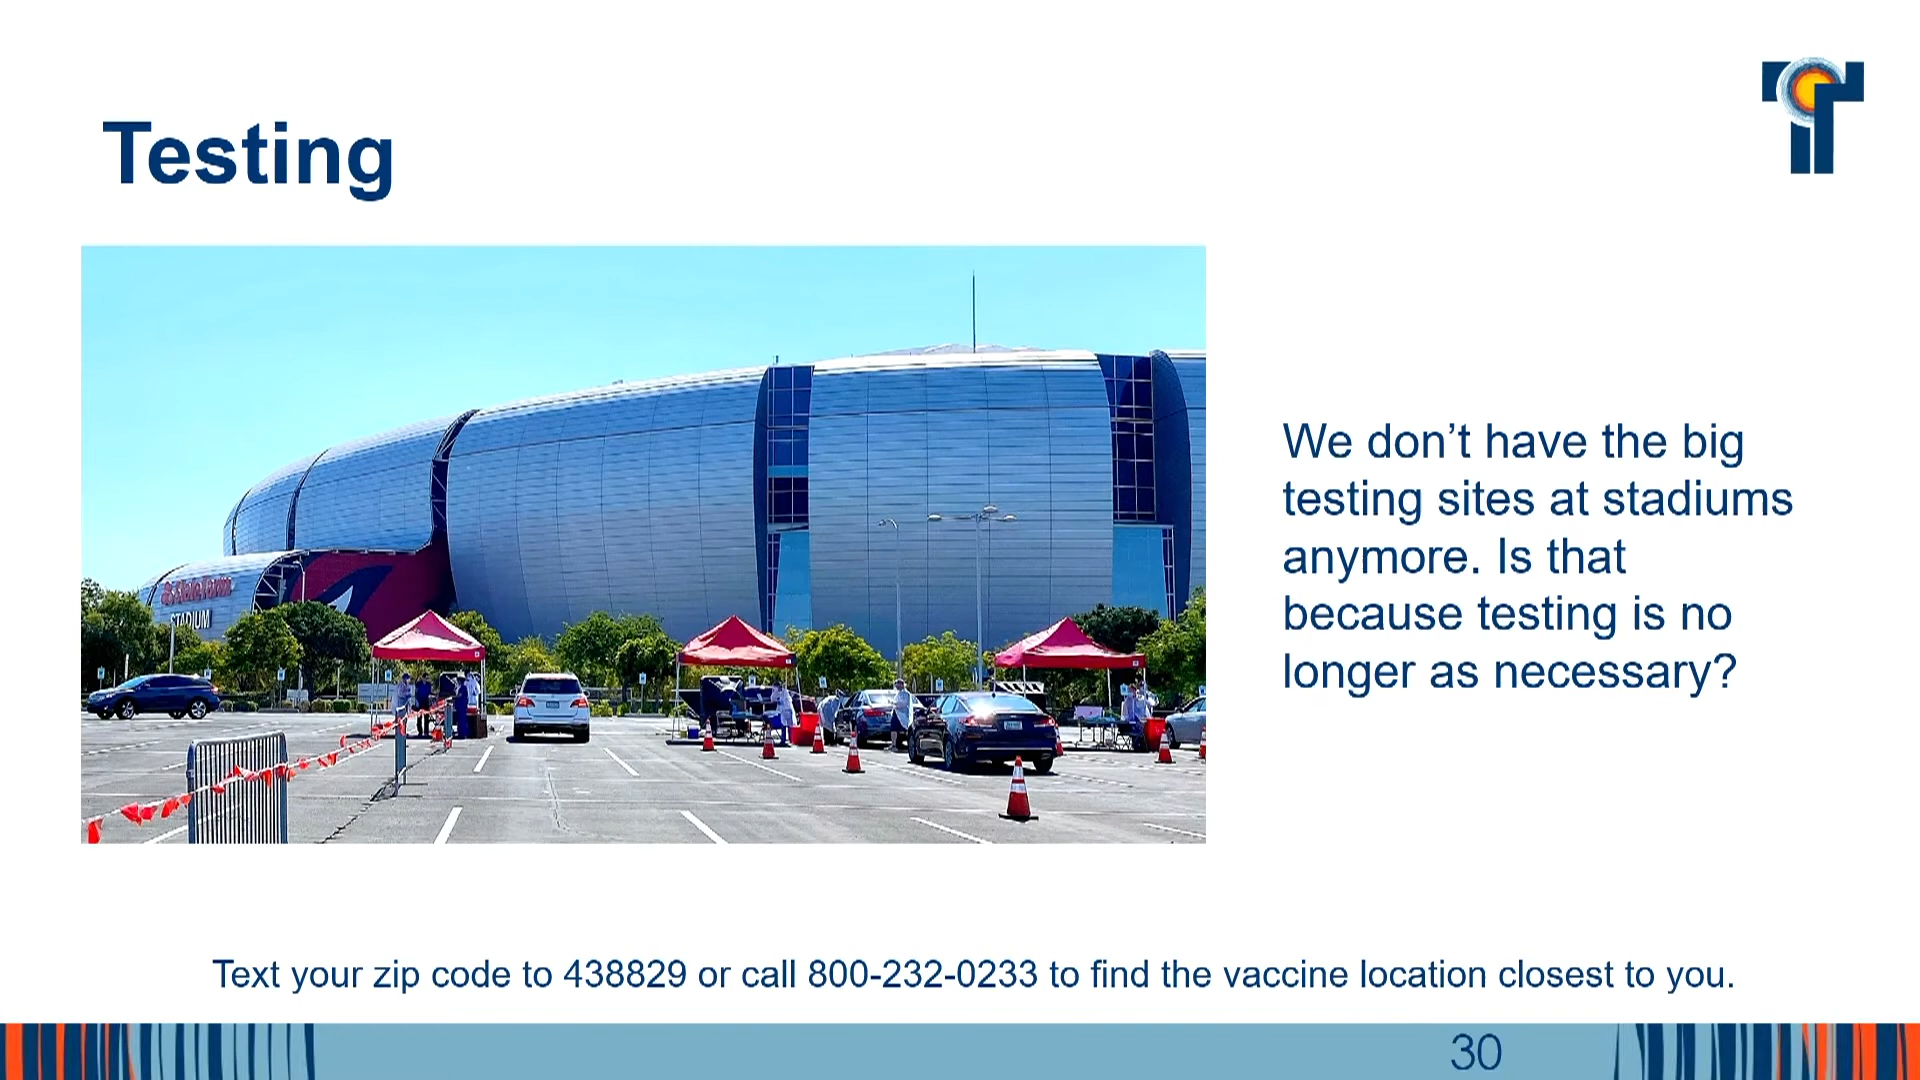 Testing
StateFarm
STADIUM
We don’t have the big
testing sites at stadiums
anymore. Is that
because testing is no
longer as necessary?
Text your zip code to 438829 or call 800-232-0233 to find the vaccine location closest to you.
30